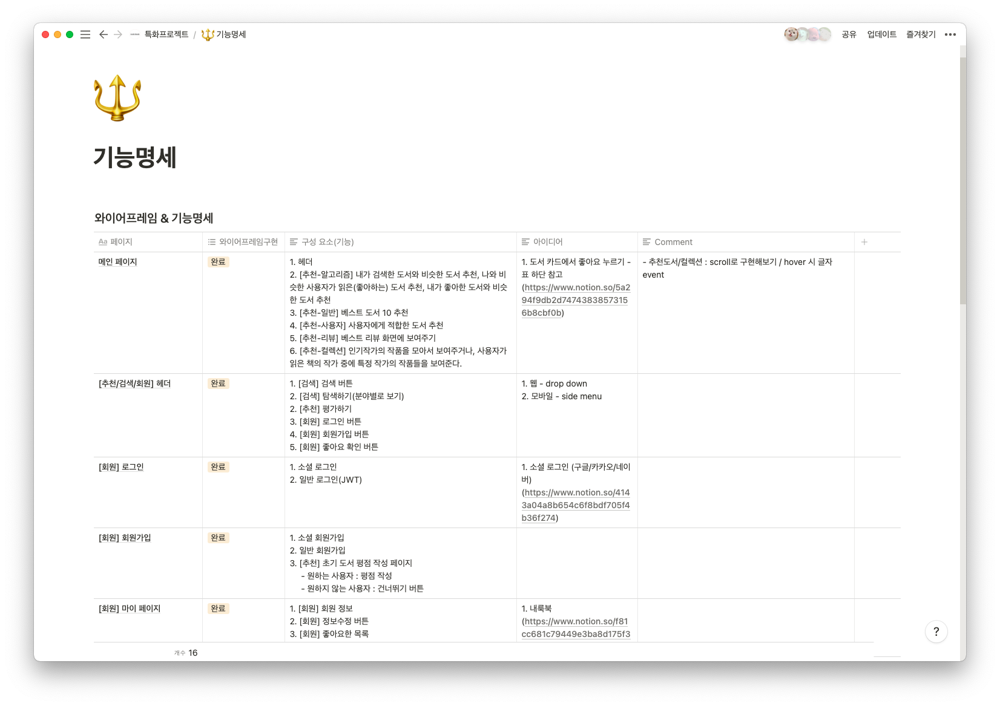 특화프로젝트 / 기능명세
공유 업데이트 즐겨찾기
기능명세
와이어프레임 & 기능명세
Aa 페이지 와이어프레임구현 구성 요소(기능) 아이디어 Comment
메인 페이지
완료
1. 헤더
2. [추천-알고리즘] 내가 검색한 도서와 비슷한 도서 추천, 나와 비
슷한 사용자가 읽은(좋아하는) 도서 추천, 내가 좋아한 도서와 비슷
한 도서 추천
3. [추천-일반] 베스트 도서 10 추천
4. [추천-사용자] 사용자에게 적합한 도서 추천
5. [추천-리뷰] 베스트 리뷰 화면에 보여주기
6. [추천-컬렉션] 인기작가의 작품을 모아서 보여주거나, 사용자가
읽은 책의 작가 중에 특정 작가의 작품들을 보여준다.
1. 도서 카드에서 좋아요 누르기 -
표 하단 참고
(https://www.notion.so/5a2
94f9db2d7474383857315
6b8cbf0b)
- 추천도서/컬렉션 : scroll로 구현해보기 / hover 시 글자
event
[추천/검색/회원] 헤더
완료
1. [검색] 검색 버튼
2. [검색] 탐색하기(분야별로 보기)
2. [추천] 평가하기
3. [회원] 로그인 버튼
4. [회원] 회원가입 버튼
5. [회원] 좋아요 확인 버튼
1. 웹 - drop down
2. 모바일 - side menu
[회원] 로그인
완료
1. 소셜 로그인
2. 일반 로그인(JWT)
1. 소셜 로그인 (구글/카카오/네이
버)
(https://www.notion.so/414
3a04a8b654c6f8bdf705f4
b36f274)
[회원] 회원가입
완료
1. 소셜 회원가입
2. 일반 회원가입
3. [추천] 초기 도서 평점 작성 페이지
- 원하는 사용자 : 평점 작성
- 원하지 않는 사용자 : 건너뛰기 버튼
[회원] 마이 페이지
완료
1. [회원] 회원 정보
2. [회원] 정보수정 버튼
3. [회원] 좋아요한 목록
1. 내룩북
(https://www.notion.so/f81
cc681c79449e3ba8d175f3
개수 16
?